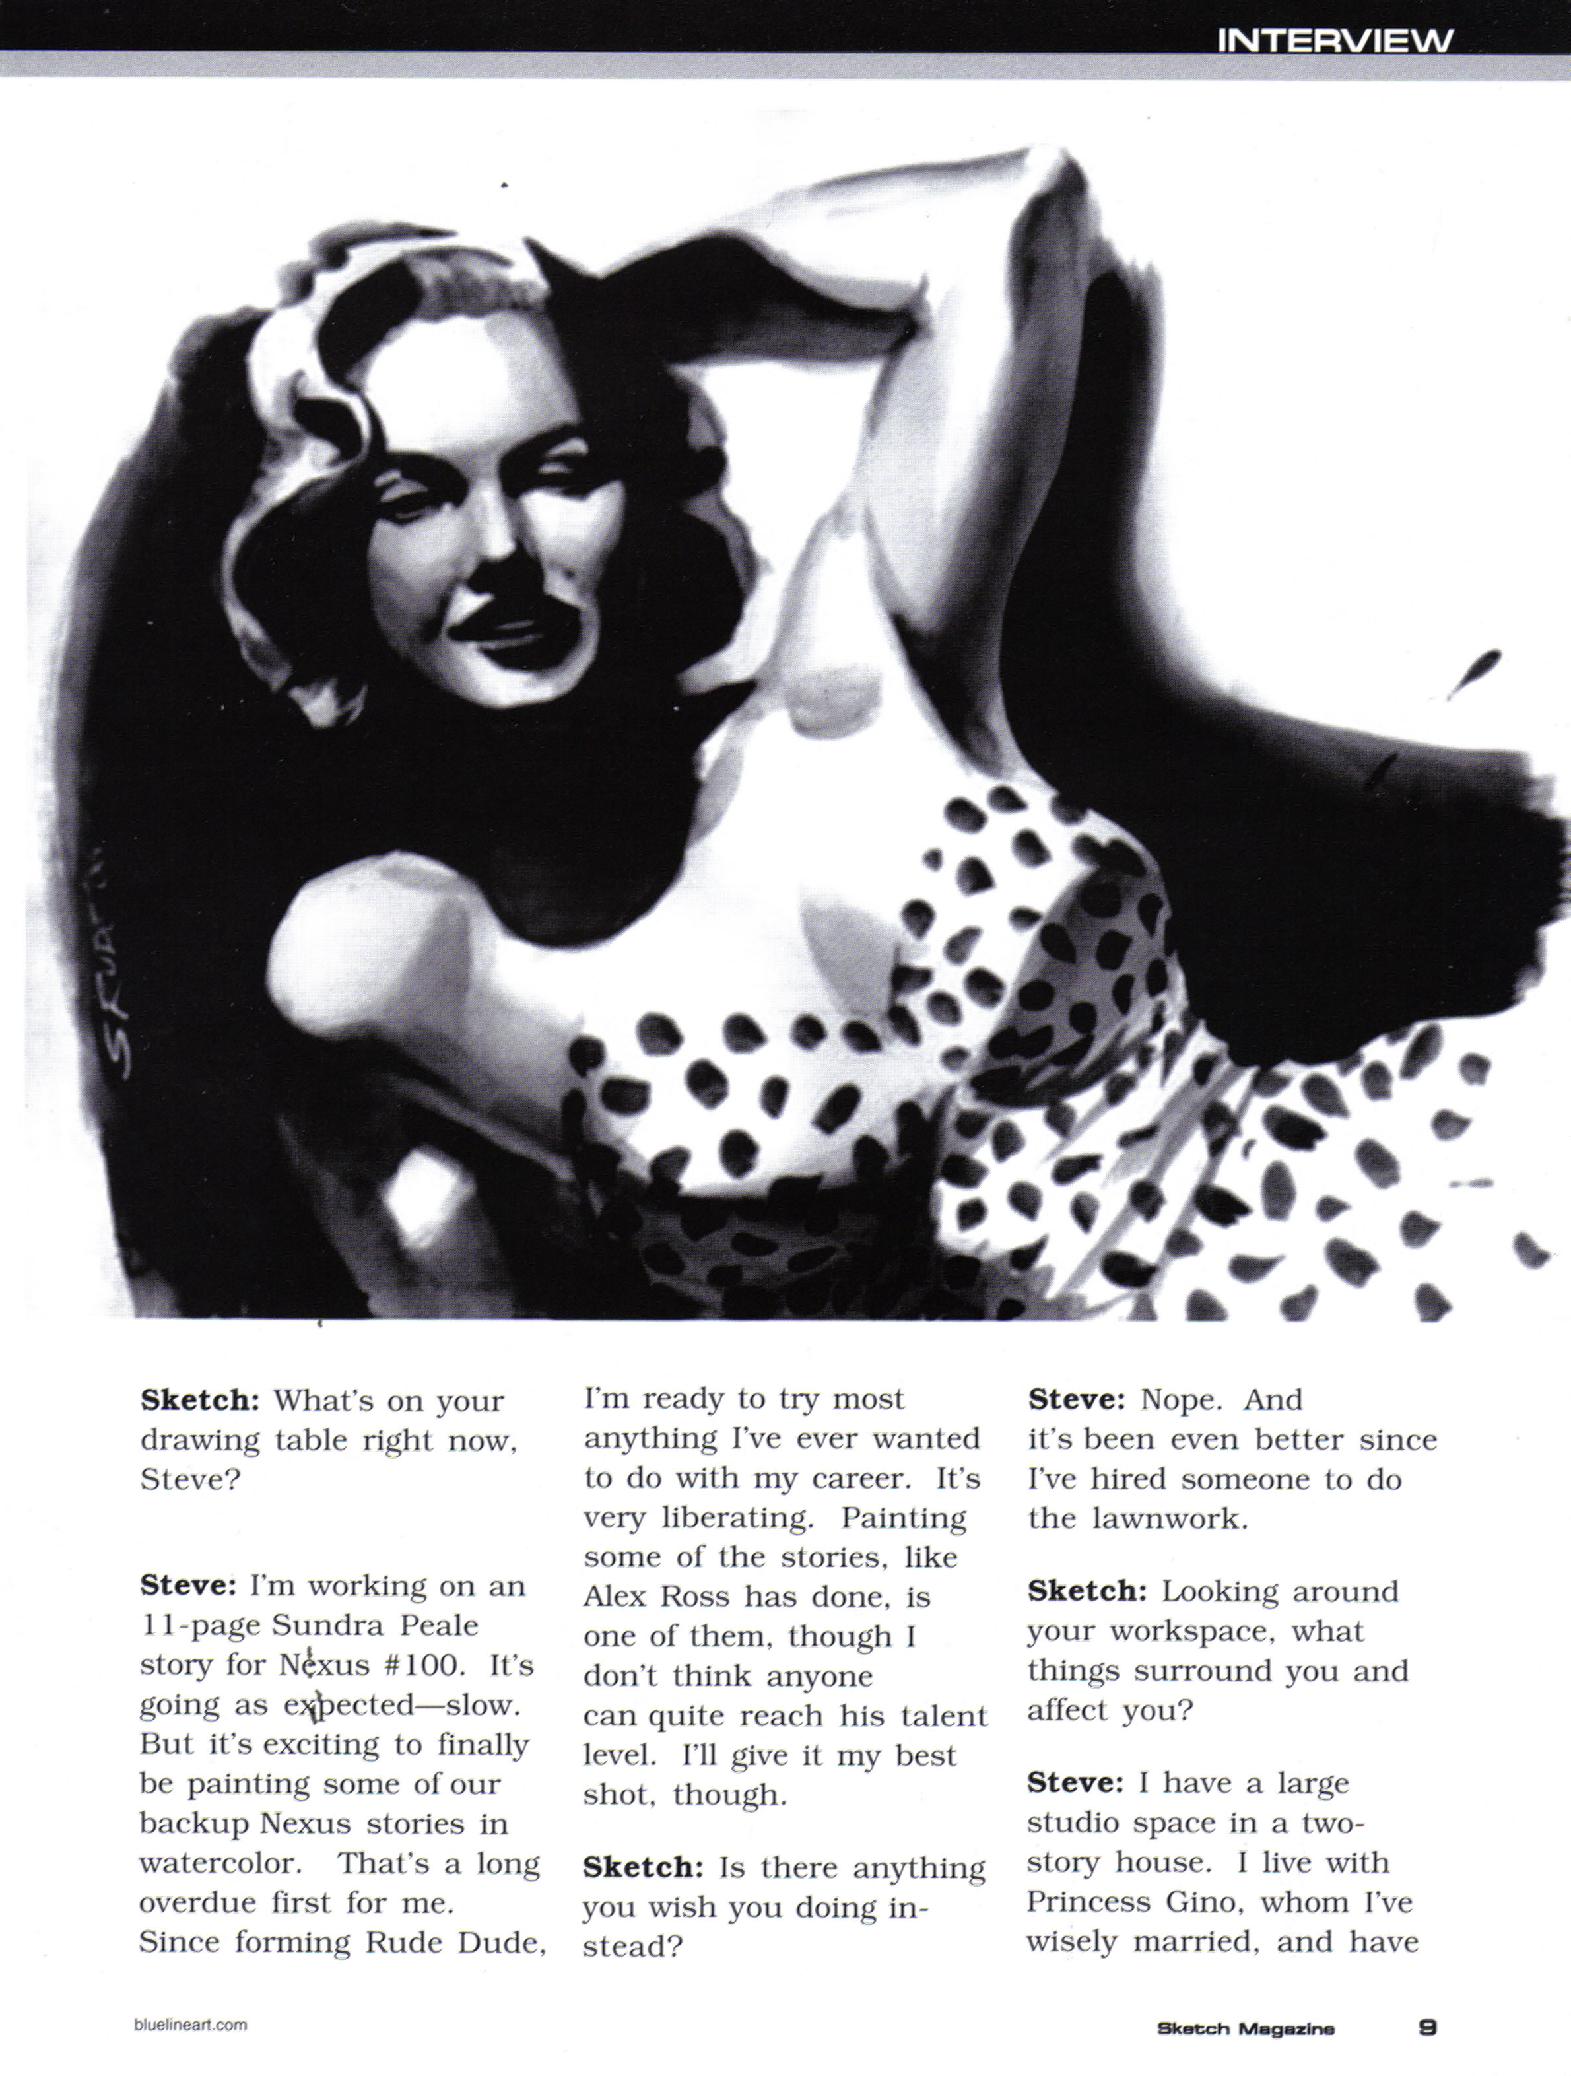 INTERVIEW
Sketch: What's on your
drawing table right now,
Steve?
Steve: I'm working on an
11-page Sundra Peale
story for Nexus #100. It's
going as expected—slow.
But it's exciting to finally
be painting some of our
backup Nexus stories in
watercolor. That's a long
overdue first for me.
Since forming Rude Dude,
I'm ready to try most
anything I've ever wanted
to do with my career. It's
very liberating. Painting
some of the stories, like
Alex Ross has done, is
one of them, though I
don't think anyone
can quite reach his talent
level. I'll give it my best
shot, though.
Sketch: Is there anything
you wish you doing in-
stead?
Steve: Nope. And
it's been even better since
I've hired someone to do
the lawnwork.
Sketch: Looking around
your workspace, what
things surround you and
affect you?
Steve: I have a large
studio space in a two-
story house. I live with
Princess Gino, whom I've
wisely married, and have
bluelineart.com
Sketch Magazine 9